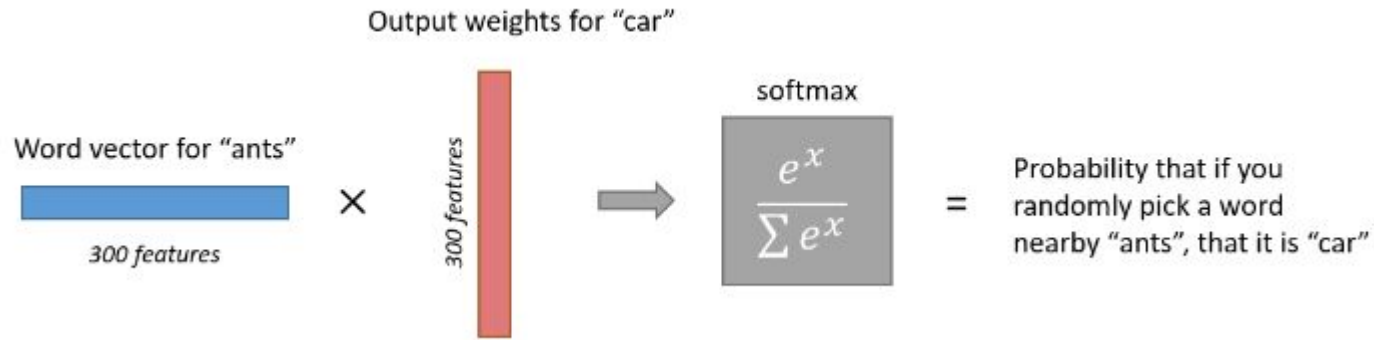 Output weights for “car”
softmax
Word vector for “ants”
×
300 features
e^x
∑ e^x
=
Probability that if you
randomly pick a word
nearby “ants”, that it is “car”
300 features